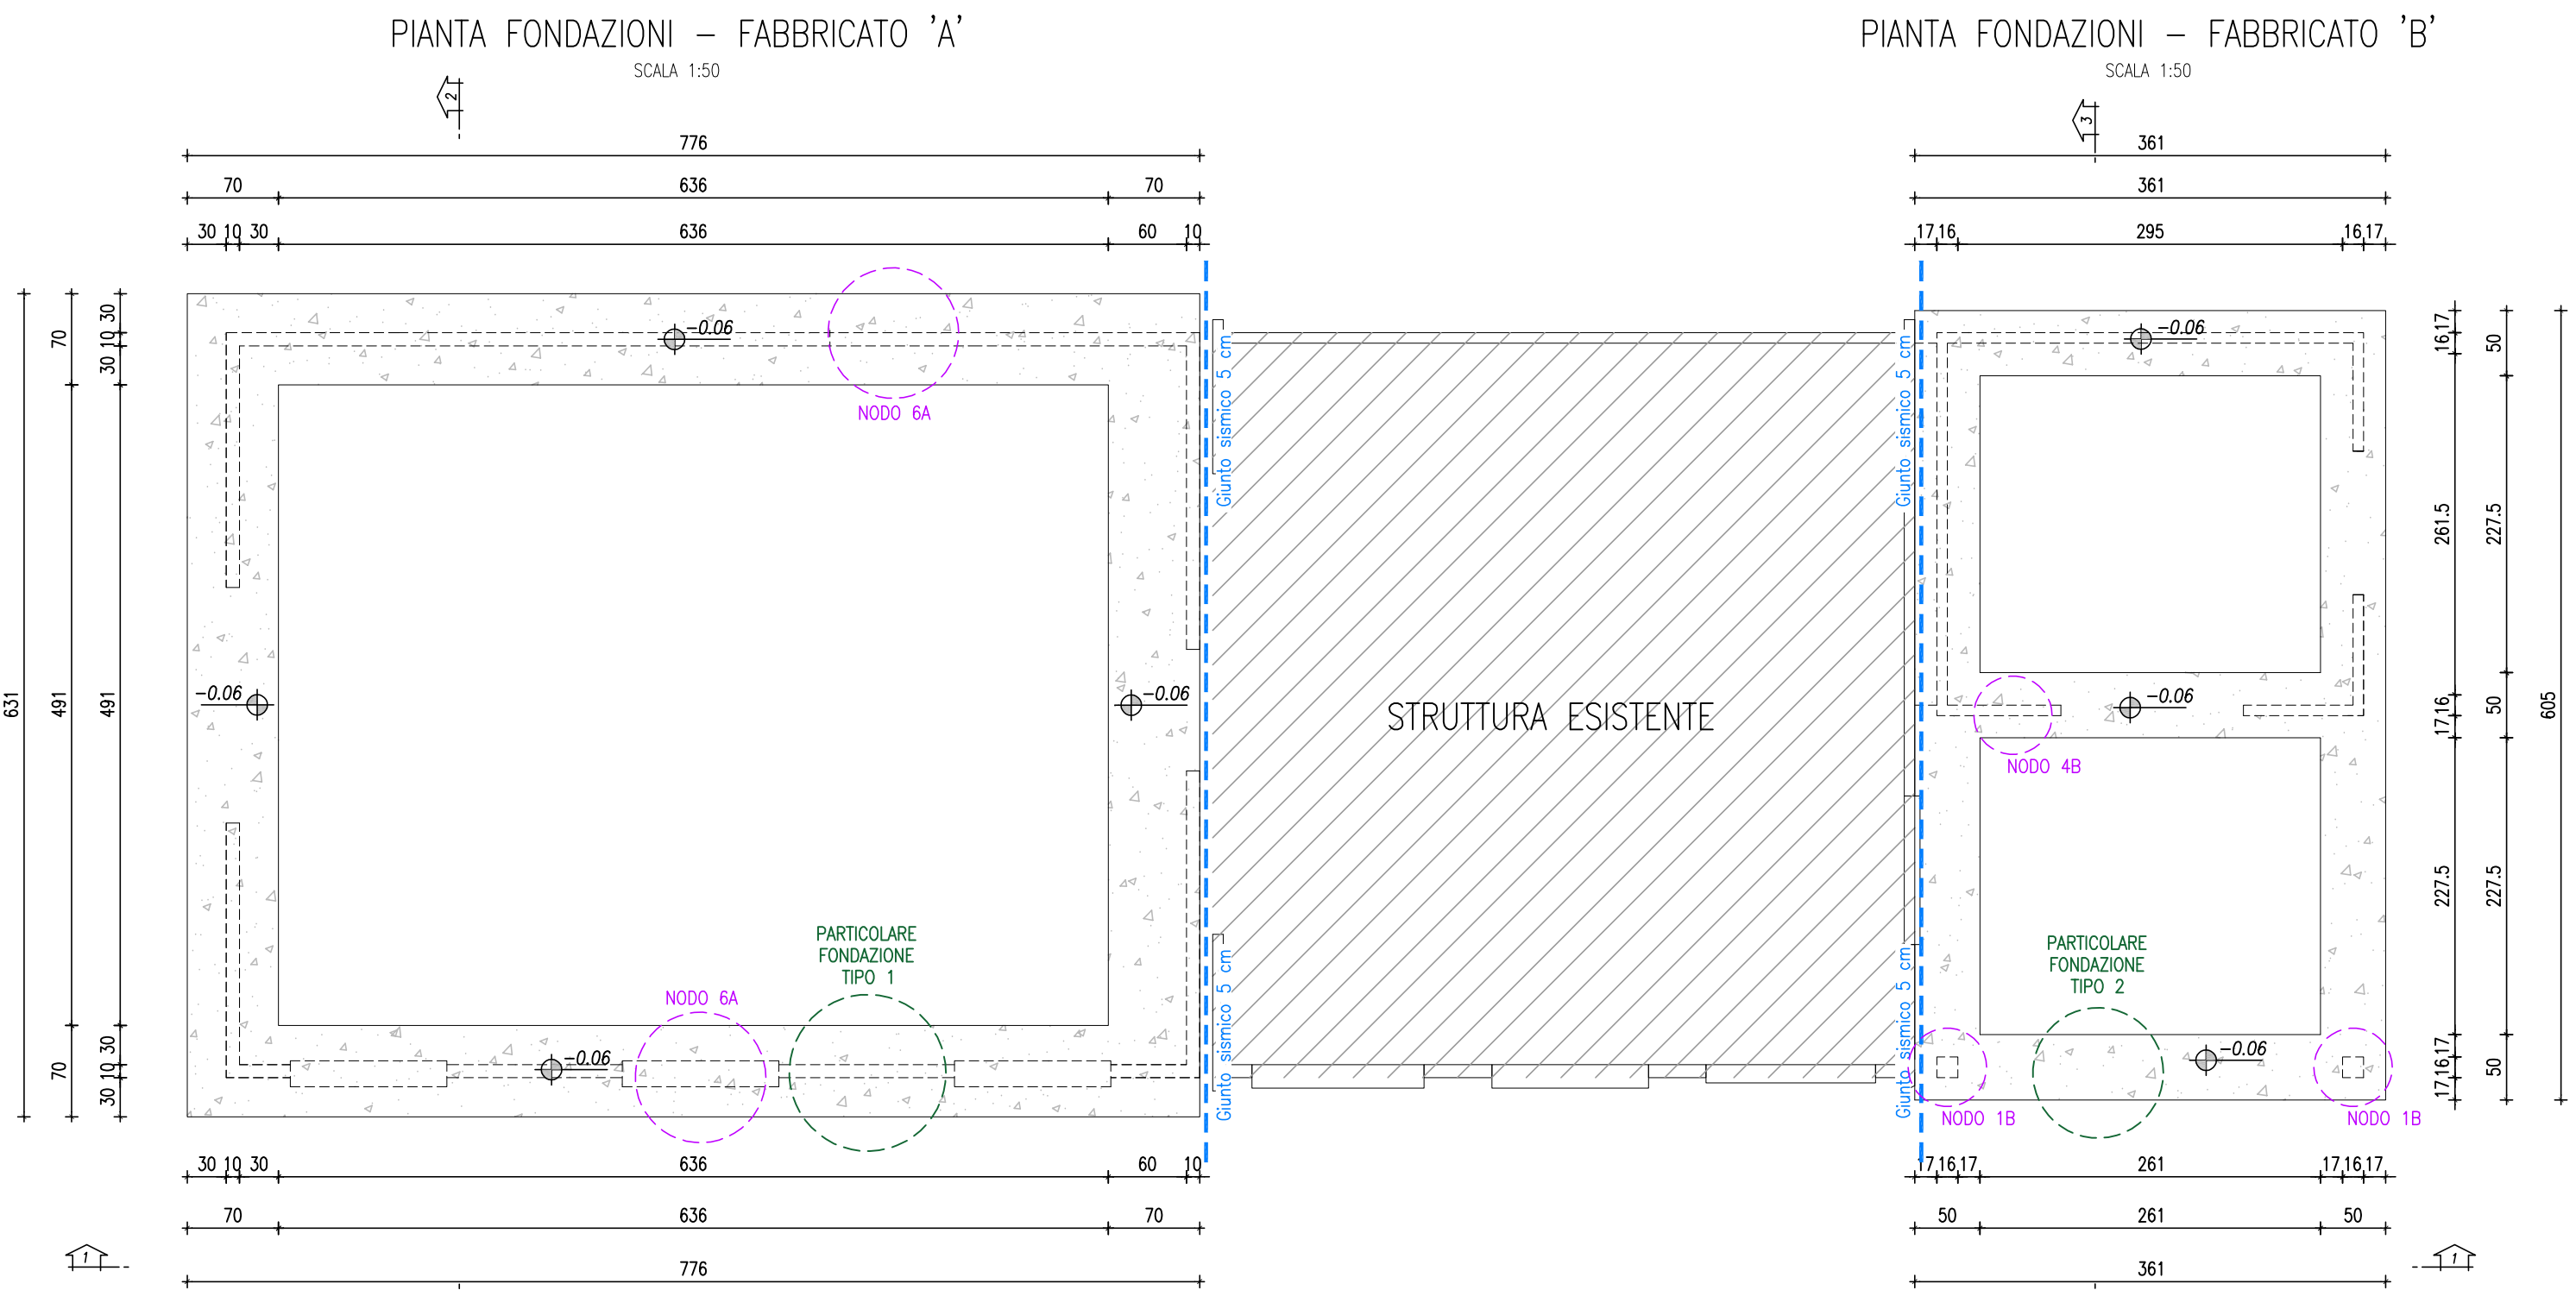 PIANTA FONDAZIONI – FABBRICATO 'A'
SCALA 1:50
PIANTA FONDAZIONI – FABBRICATO 'B'
SCALA 1:50
2
3
776
361
70 636 70
361
30 10 30 636 60 10
17 16 295 16 17
631
70 491 70
30 10 30 491 30 10 30
-0.06
-0.06
-0.06
-0.06
NODO 6A
NODO 6A
PARTICOLARE
FONDAZIONE
TIPO 1
Giunto sismico 5 cm
Giunto sismico 5 cm
STRUTTURA ESISTENTE
Giunto sismico 5 cm
Giunto sismico 5 cm
-0.06
-0.06
-0.06
NODO 4B
PARTICOLARE
FONDAZIONE
TIPO 2
NODO 1B
NODO 1B
16 17 261.5 17 16 227.5 17 16 17
50 227.5 50 227.5 50
605
30 10 30 636 60 10
17 16 17 261 17 16 17
70 636 70
50 261 50
1
1
776
361